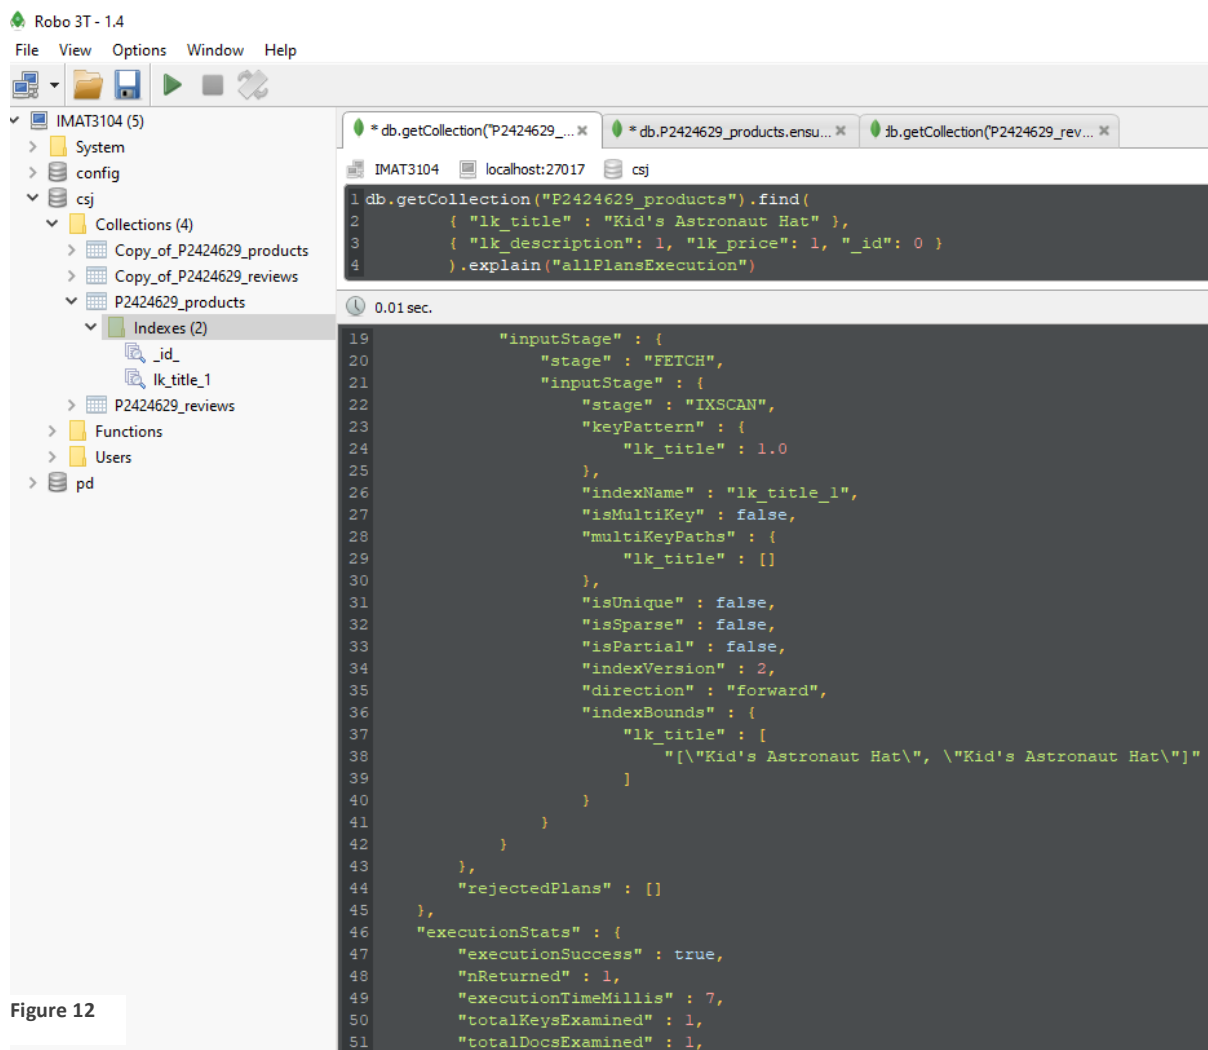 Robo 3T - 1.4
File View Options Window Help
IMAT3104 (5)
System
config
csj
Collections (4)
Copy_of_P2424629_products
Copy_of_P2424629_reviews
P2424629_products
Indexes (2)
_id_
lk_title_1
P2424629_reviews
Functions
Users
pd
* db.getCollection("P2424629_... * db.P2424629_products.ensu... db.getCollection("P2424629_rev...
IMAT3104 localhost:27017 csj
1 db.getCollection("P2424629_products").find(
2 { "lk_title" : "Kid's Astronaut Hat" },
3 { "lk_description": 1, "lk_price": 1, "_id": 0 }
4 ).explain("allPlansExecution")
0.01 sec.
19 "inputStage" : {
20 "stage" : "FETCH",
21 "inputStage" : {
22 "stage" : "IXSCAN",
23 "keyPattern" : {
24 "lk_title" : 1.0
25 },
26 "indexName" : "lk_title_1",
27 "isMultiKey" : false,
28 "multiKeyPaths" : {
29 "lk_title" : []
30 },
31 "isUnique" : false,
32 "isSparse" : false,
33 "isPartial" : false,
34 "indexVersion" : 2,
35 "direction" : "forward",
36 "indexBounds" : {
37 "lk_title" : [
38 "[\"Kid's Astronaut Hat\", \"Kid's Astronaut Hat\"]"
39 ]
40 }
41 }
42 }
43 },
44 "rejectedPlans" : []
45 },
46 "executionStats" : {
47 "executionSuccess" : true,
48 "nReturned" : 1,
49 "executionTimeMillis" : 7,
50 "totalKeysExamined" : 1,
51 "totalDocsExamined" : 1,
Figure 12